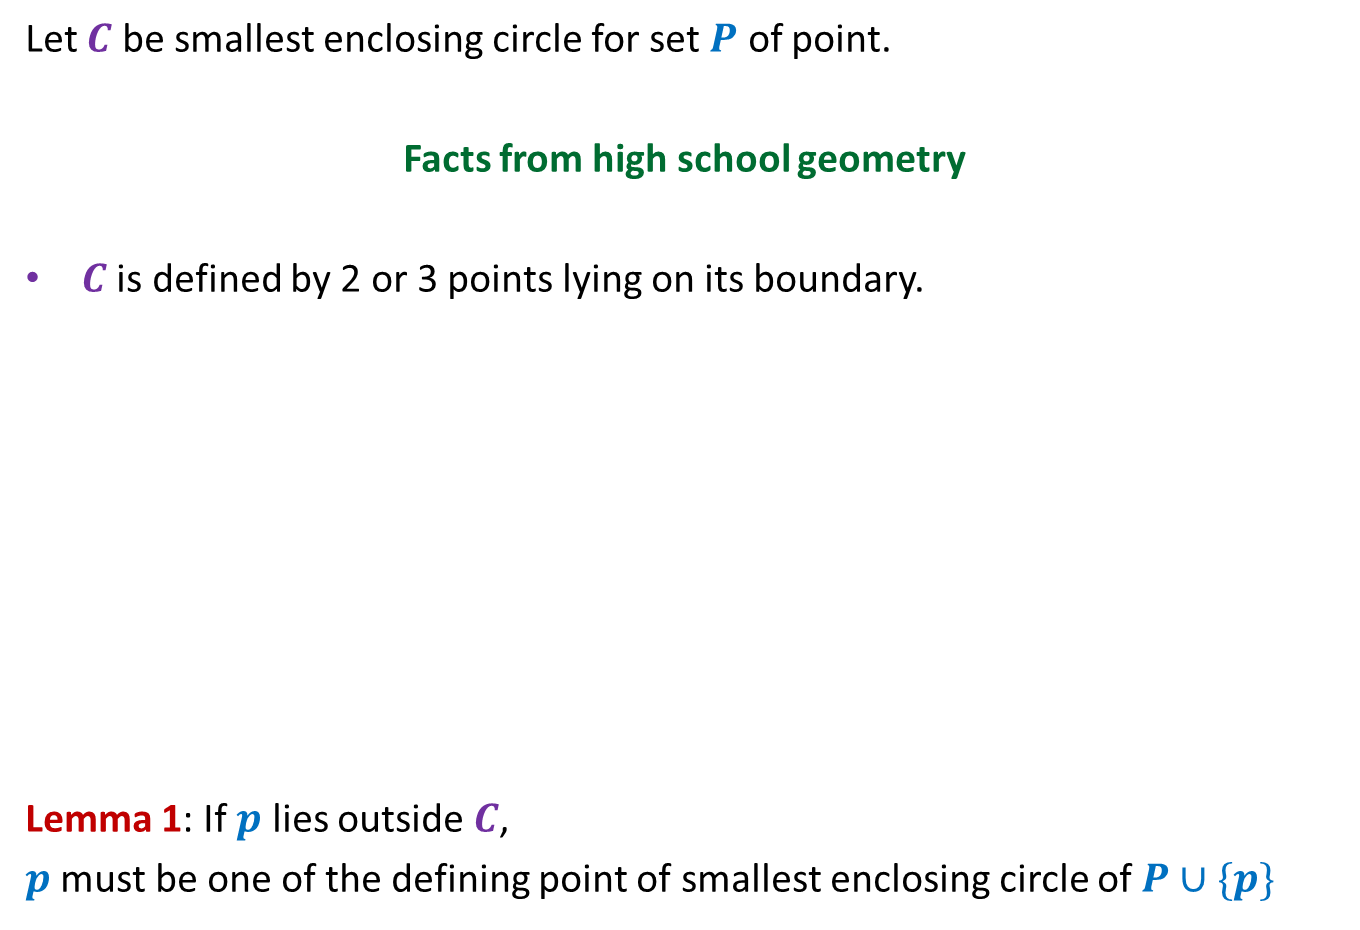 Let C be smallest enclosing circle for set P of point.
Facts from high school geometry
• C is defined by 2 or 3 points lying on its boundary.
Lemma 1: If p lies outside C,
p must be one of the defining point of smallest enclosing circle of P ∪ {p}